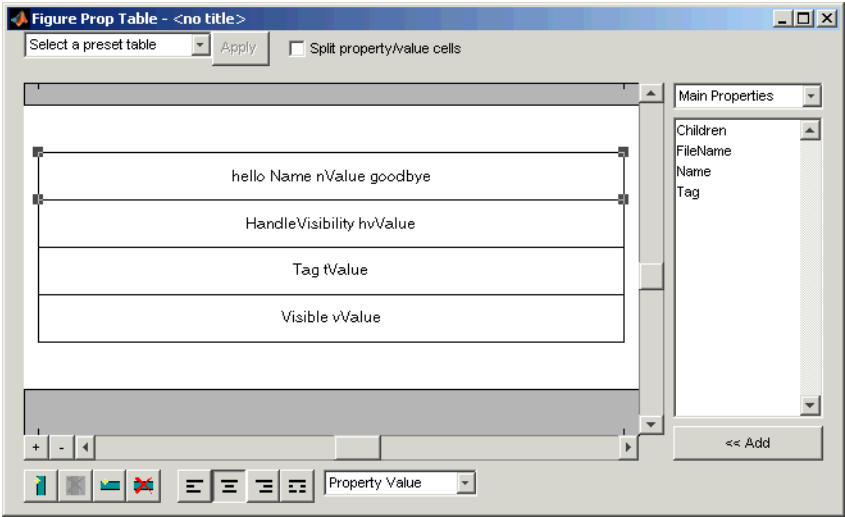 Figure Prop Table - <no title>
Select a preset table
Apply
Split property/value cells
Main Properties
Children
FileName
Name
Tag
hello Name nValue goodbye
HandleVisibility hvValue
Tag tValue
Visible vValue
+ -
<< Add
Property Value